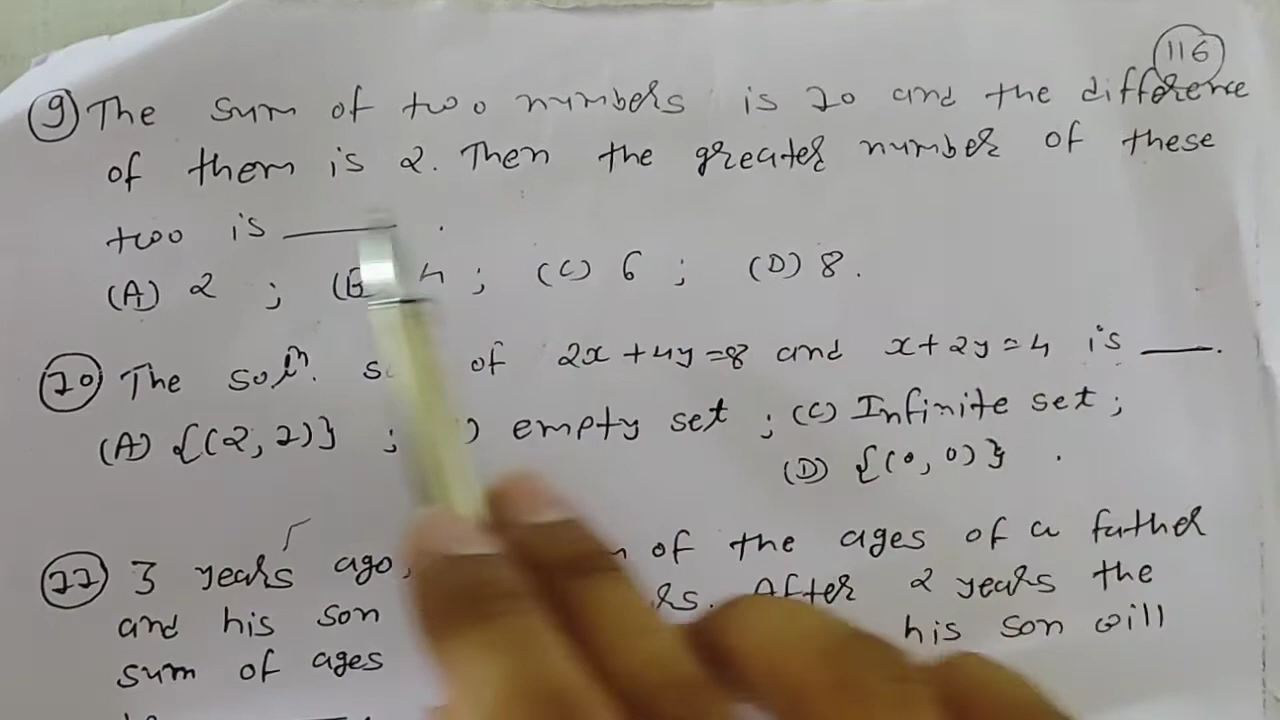 116
9 The sum of two numbers is 10 and the difference
of them is 2. Then the greater number of these
two is ____ .
(A) 2 ; 4 ; (C) 6 ; (D) 8.
10 The soln. of 2x + 4y = 8 and x + 2y = 4 is ____.
(A) {(2, 2)} ; ) empty set ; (C) Infinite set ;
(D) {(0, 0)} .
11 3 years ago, of the ages of a father
and his son After 2 years the
sum of ages his son will